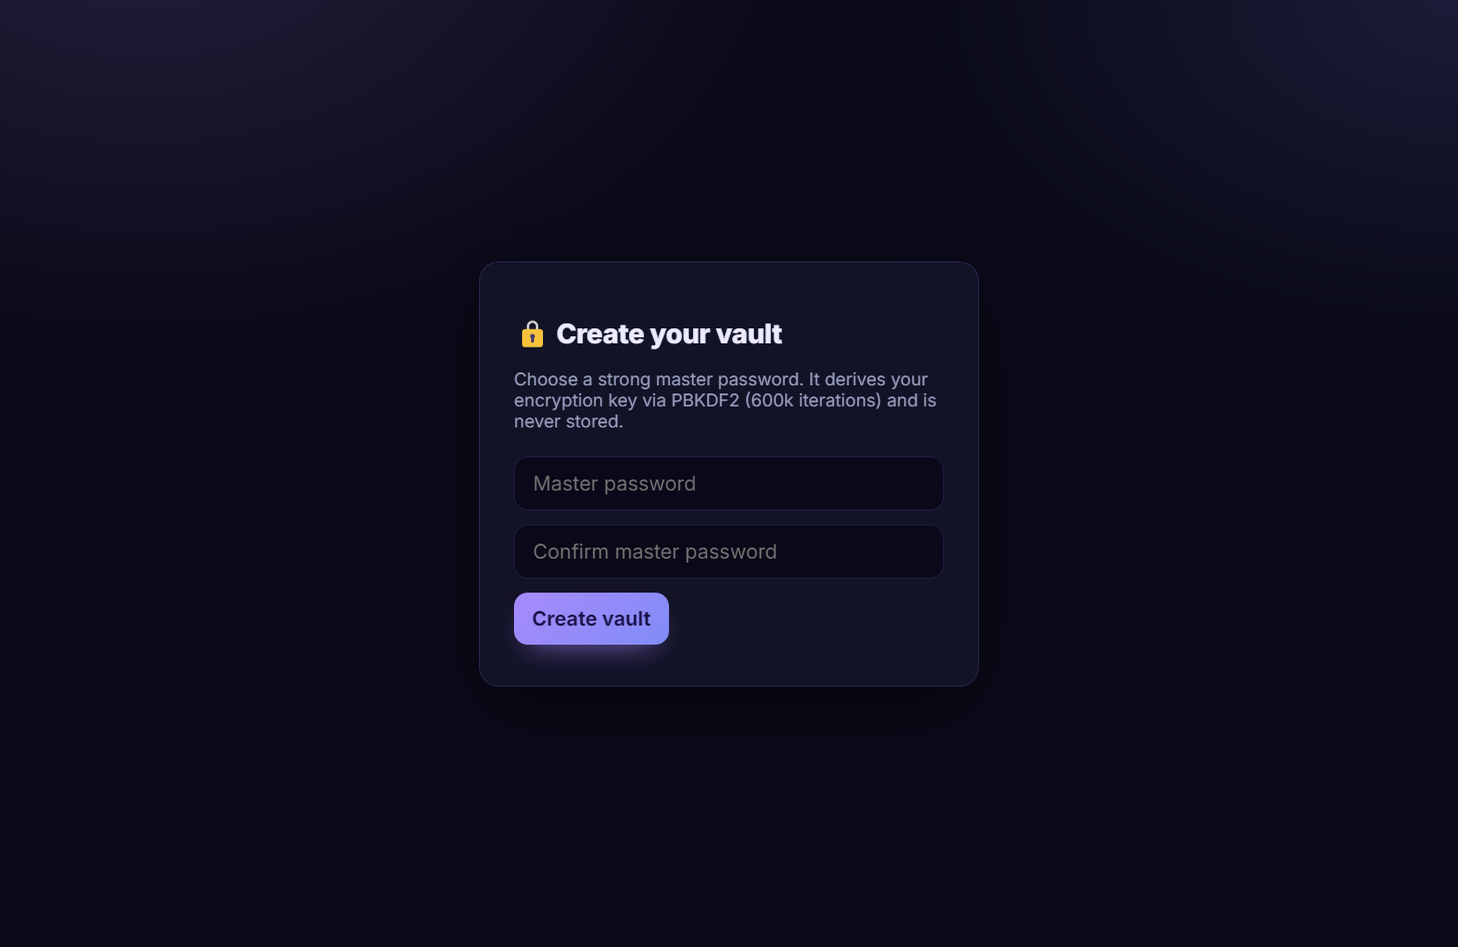 Create your vault
Choose a strong master password. It derives your
encryption key via PBKDF2 (600k iterations) and is
never stored.
Master password
Confirm master password
Create vault